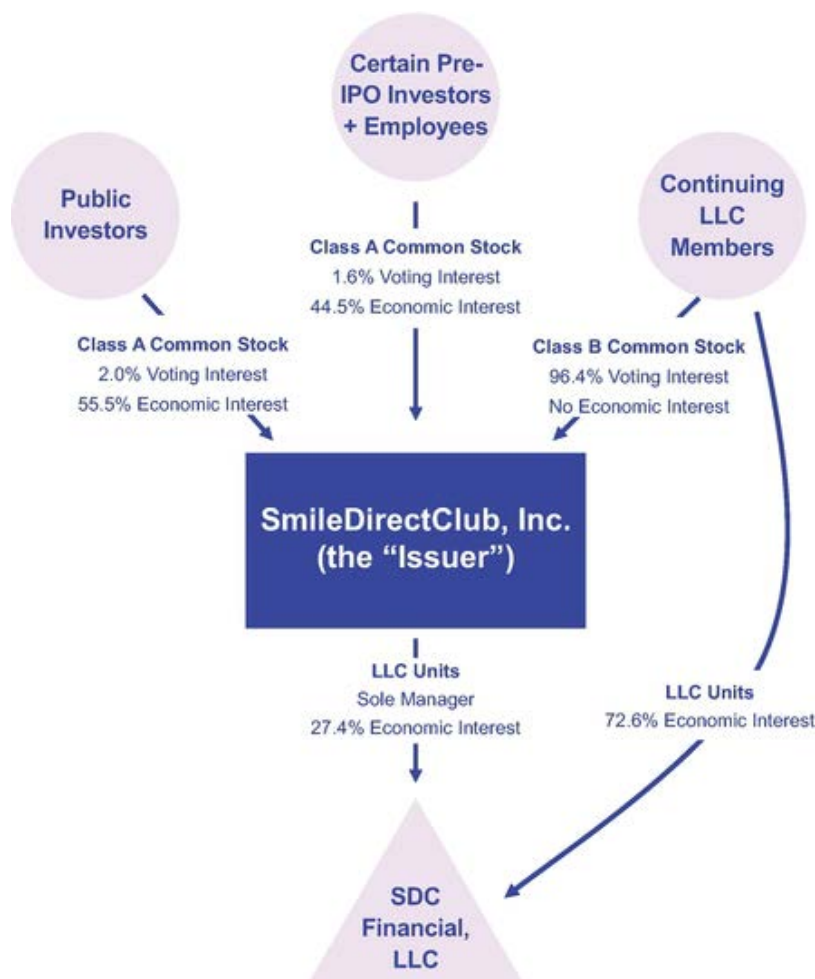 Certain Pre-
IPO Investors
+ Employees
Public
Investors
Continuing
LLC
Members
Class A Common Stock
1.6% Voting Interest
44.5% Economic Interest
Class A Common Stock
2.0% Voting Interest
55.5% Economic Interest
Class B Common Stock
96.4% Voting Interest
No Economic Interest
SmileDirectClub, Inc.
(the “Issuer”)
LLC Units
Sole Manager
27.4% Economic Interest
LLC Units
72.6% Economic Interest
SDC
Financial,
LLC